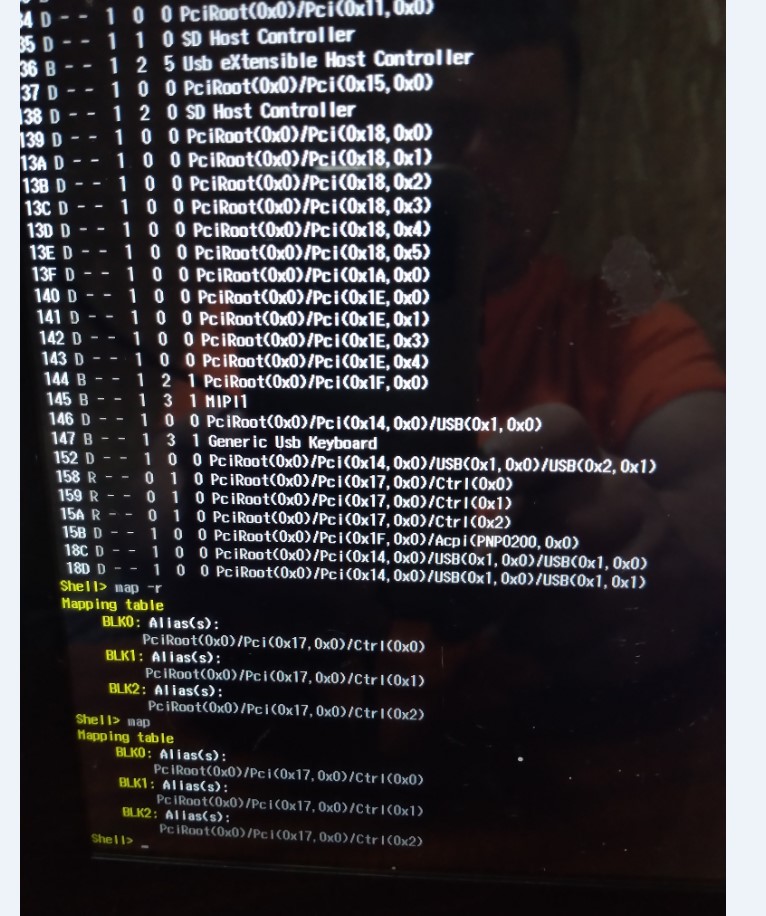 34 D - - 1 0 0 PciRoot(0x0)/Pci(0x11,0x0)
35 D - - 1 1 0 SD Host Controller
36 B - - 1 2 5 Usb eXtensible Host Controller
37 D - - 1 0 0 PciRoot(0x0)/Pci(0x15,0x0)
138 D - - 1 2 0 SD Host Controller
139 D - - 1 0 0 PciRoot(0x0)/Pci(0x18,0x0)
13A D - - 1 0 0 PciRoot(0x0)/Pci(0x18,0x1)
13B D - - 1 0 0 PciRoot(0x0)/Pci(0x18,0x2)
13C D - - 1 0 0 PciRoot(0x0)/Pci(0x18,0x3)
13D D - - 1 0 0 PciRoot(0x0)/Pci(0x18,0x4)
13E D - - 1 0 0 PciRoot(0x0)/Pci(0x18,0x5)
13F D - - 1 0 0 PciRoot(0x0)/Pci(0x1A,0x0)
140 D - - 1 0 0 PciRoot(0x0)/Pci(0x1E,0x0)
141 D - - 1 0 0 PciRoot(0x0)/Pci(0x1E,0x1)
142 D - - 1 0 0 PciRoot(0x0)/Pci(0x1E,0x3)
143 D - - 1 0 0 PciRoot(0x0)/Pci(0x1E,0x4)
144 B - - 1 2 1 PciRoot(0x0)/Pci(0x1F,0x0)
145 B - - 1 3 1 MIPI1
146 D - - 1 0 0 PciRoot(0x0)/Pci(0x14,0x0)/USB(0x1,0x0)
147 B - - 1 3 1 Generic Usb Keyboard
152 D - - 1 0 0 PciRoot(0x0)/Pci(0x14,0x0)/USB(0x1,0x0)/USB(0x2,0x1)
158 R - - 0 1 0 PciRoot(0x0)/Pci(0x17,0x0)/Ctrl(0x0)
159 R - - 0 1 0 PciRoot(0x0)/Pci(0x17,0x0)/Ctrl(0x1)
15A R - - 0 1 0 PciRoot(0x0)/Pci(0x17,0x0)/Ctrl(0x2)
15B D - - 1 0 0 PciRoot(0x0)/Pci(0x1F,0x0)/Acpi(PNP0200,0x0)
18C D - - 1 0 0 PciRoot(0x0)/Pci(0x14,0x0)/USB(0x1,0x0)/USB(0x1,0x0)
18D D - - 1 0 0 PciRoot(0x0)/Pci(0x14,0x0)/USB(0x1,0x0)/USB(0x1,0x1)
Shell> map -r
Mapping table
BLK0: Alias(s):
PciRoot(0x0)/Pci(0x17,0x0)/Ctrl(0x0)
BLK1: Alias(s):
PciRoot(0x0)/Pci(0x17,0x0)/Ctrl(0x1)
BLK2: Alias(s):
PciRoot(0x0)/Pci(0x17,0x0)/Ctrl(0x2)
Shell> map
Mapping table
BLK0: Alias(s):
PciRoot(0x0)/Pci(0x17,0x0)/Ctrl(0x0)
BLK1: Alias(s):
PciRoot(0x0)/Pci(0x17,0x0)/Ctrl(0x1)
BLK2: Alias(s):
PciRoot(0x0)/Pci(0x17,0x0)/Ctrl(0x2)
Shell> _